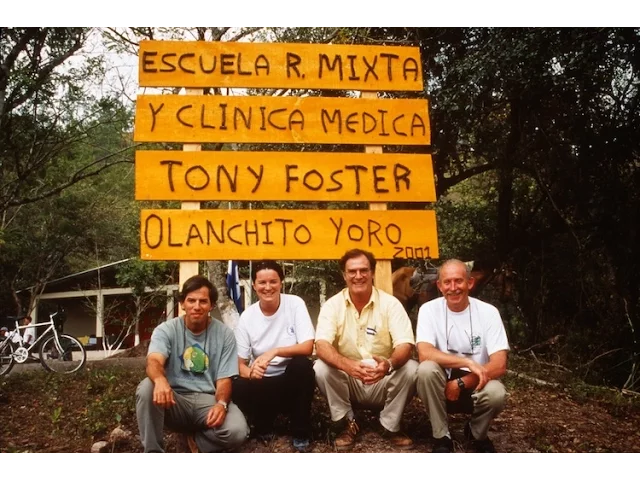 ESCUELA R. MIXTA
Y CLINICA MEDICA
TONY FOSTER
OLANCHITO YORO 2001